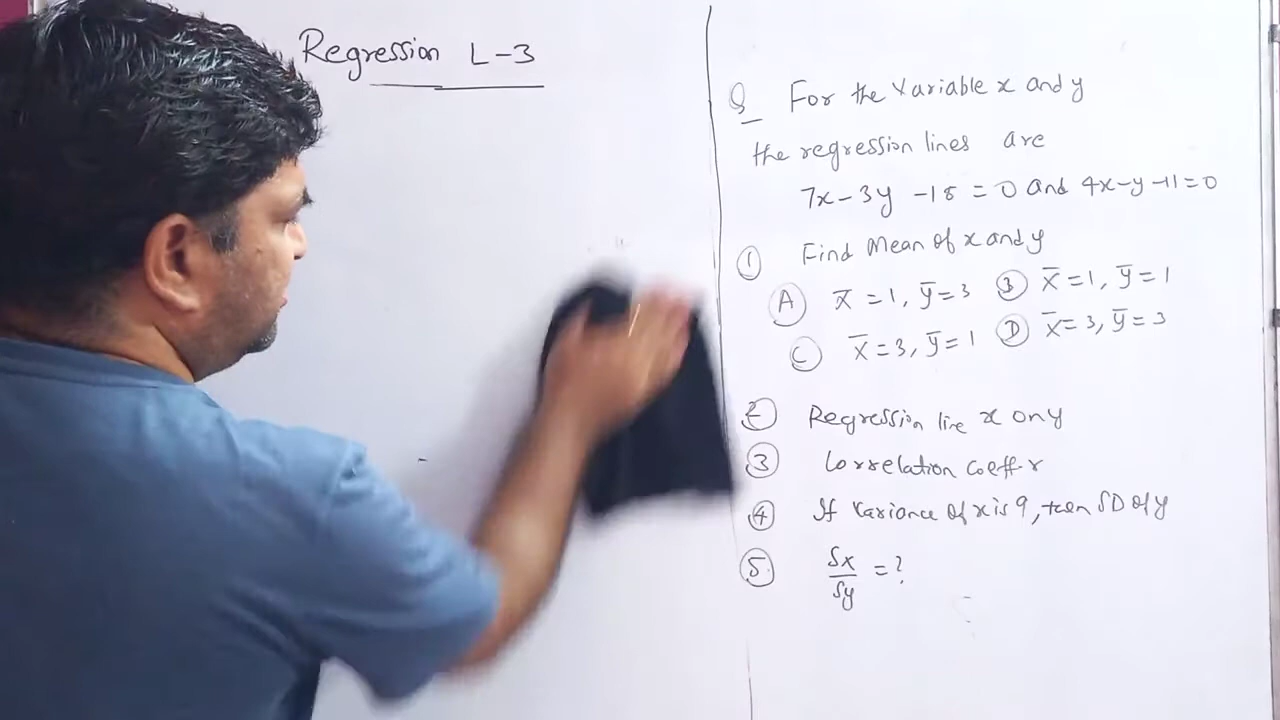 Regression L-3
Q For the Variable x and y
the regression lines are
7x-3y-18=0 and 4x-y-11=0
① Find Mean of x and y
Ⓐ x̅=1, y̅=3 Ⓑ x̅=1, y̅=1
Ⓒ x̅=3, y̅=1 Ⓓ x̅=3, y̅=3
② Regression line x on y
③ Correlation coeff r
④ If Variance of x is 9, then SD of y
⑤ Sx/Sy = ?